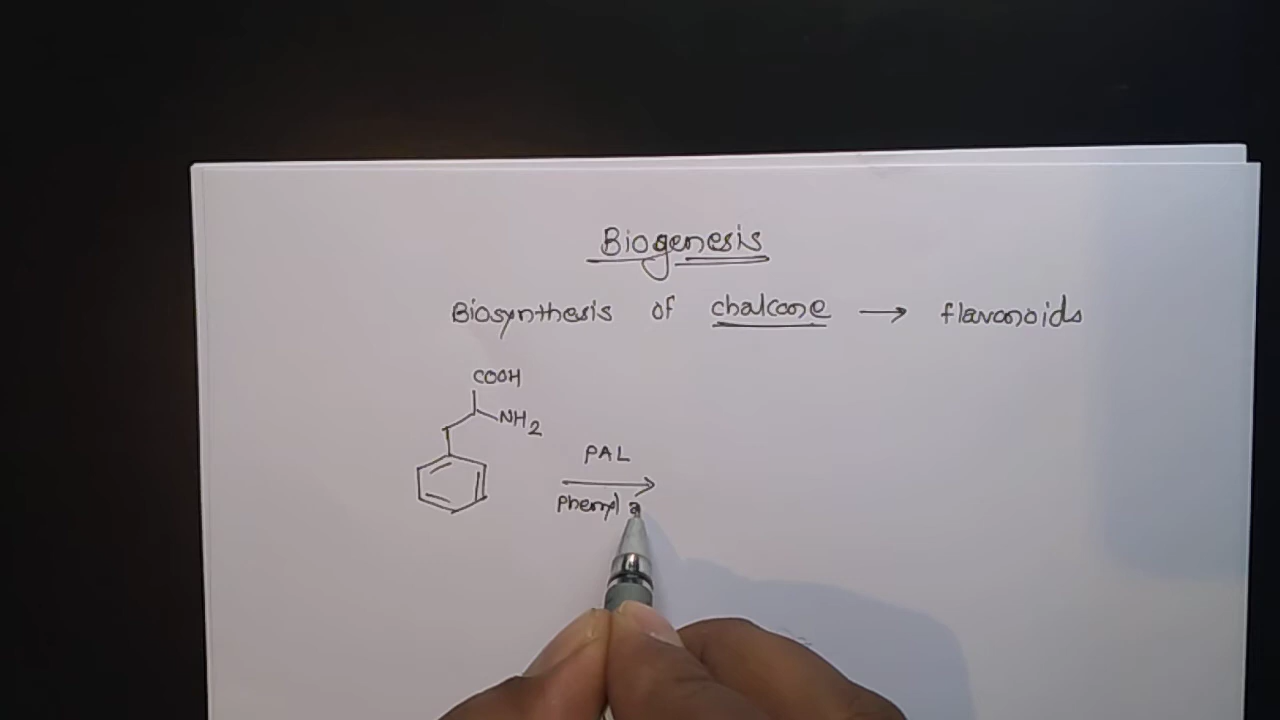 Biogenesis
Biosynthesis of chalcone → flavonoids
COOH
NH2
PAL
Phenyl a